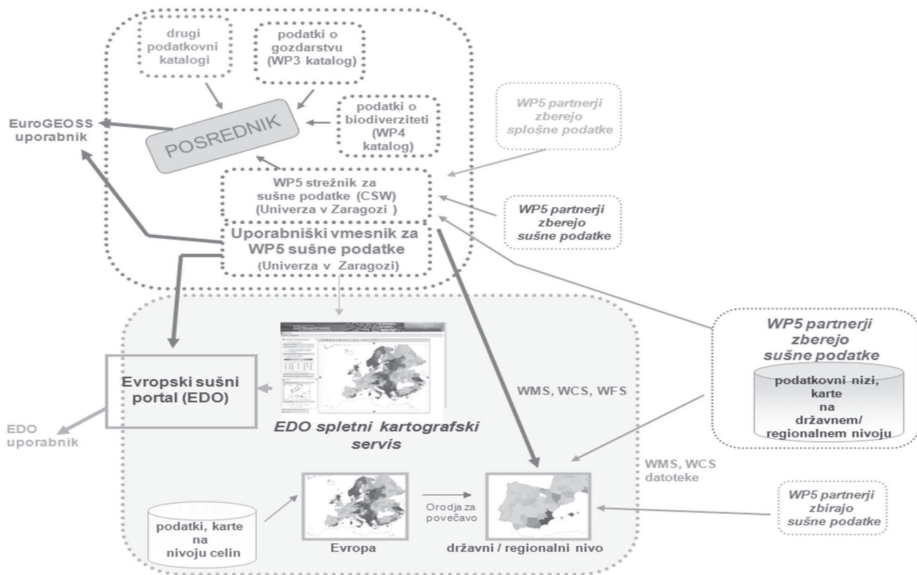 drugi
podatkovni
katalogi
podatki o
gozdarstvu
(WP3 katalog)
EuroGEOSS
uporabnik
POSREDNIK
podatki o
biodiverziteti
(WP4
katalog)
WP5 partnerji
zberejo
splošne podatke
WP5 strežnik za
sušne podatke (CSW)
(Univerza v Zaragozi )
WP5 partnerji
zberejo
sušne podatke
Uporabniški vmesnik za
WP5 sušne podatke
(Univerza v Zaragozi)
WP5 partnerji
zberejo
sušne podatke
podatkovni nizi,
karte
na
državnem/
regionalnem nivoju
Evropski sušni
portal (EDO)
WMS, WCS, WFS
EDO
uporabnik
EDO spletni kartografski
servis
WMS, WCS
datoteke
podatki, karte
na
nivoju celin
Orodja za
povečavo
WP5 partnerji
zbirajo
sušne podatke
Evropa
državni / regionalni nivo